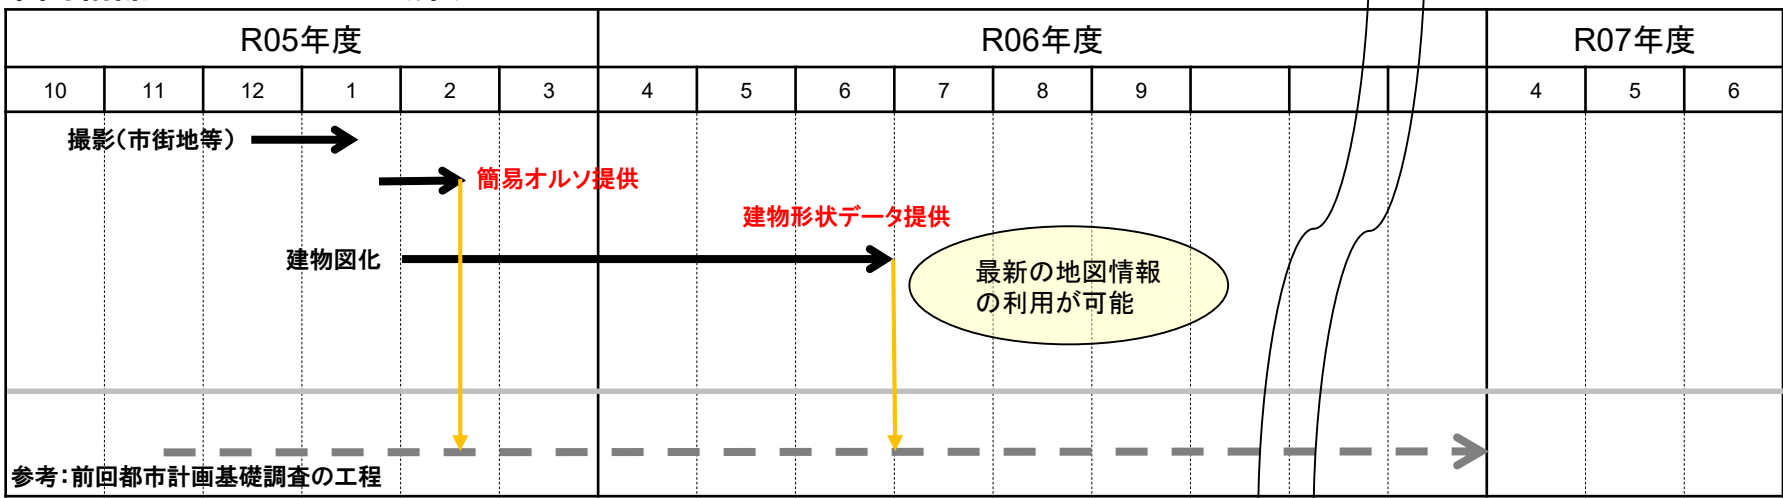 R05年度 R06年度 R07年度
10 11 12 1 2 3 4 5 6 7 8 9 4 5 6
撮影(市街地等)
簡易オルソ提供
建物形状データ提供
建物図化
最新の地図情報
の利用が可能
参考:前回都市計画基礎調査の工程